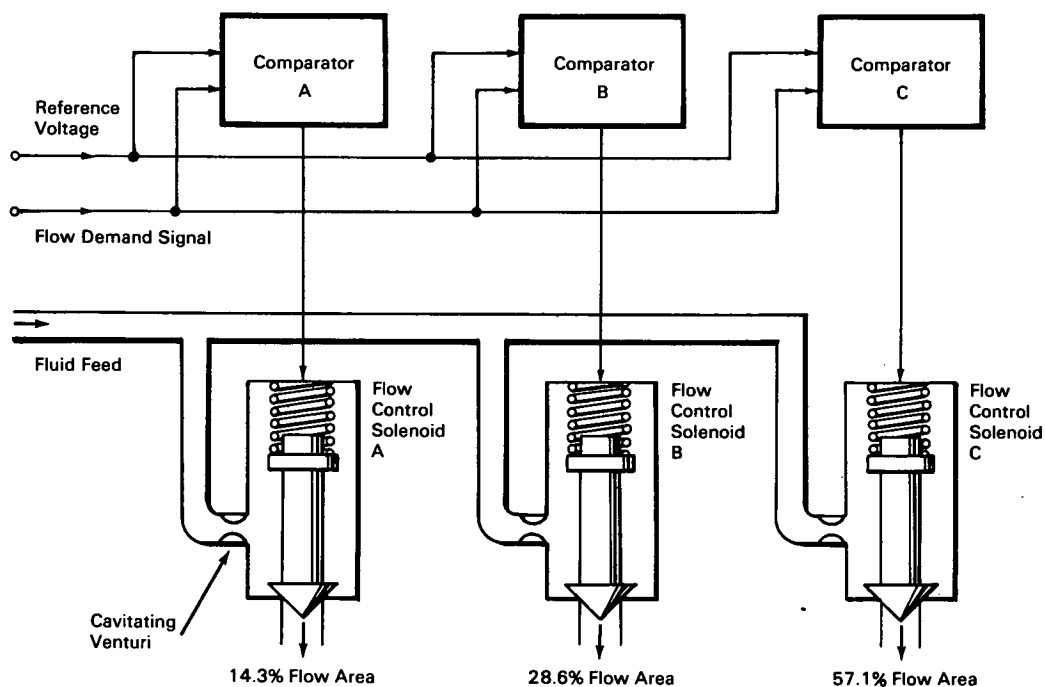 Comparator
A
Comparator
B
Comparator
C
Reference
Voltage
Flow Demand Signal
Fluid Feed
Flow
Control
Solenoid
A
Flow
Control
Solenoid
B
Flow
Control
Solenoid
C
Cavitating
Venturi
14.3% Flow Area
28.6% Flow Area
57.1% Flow Area